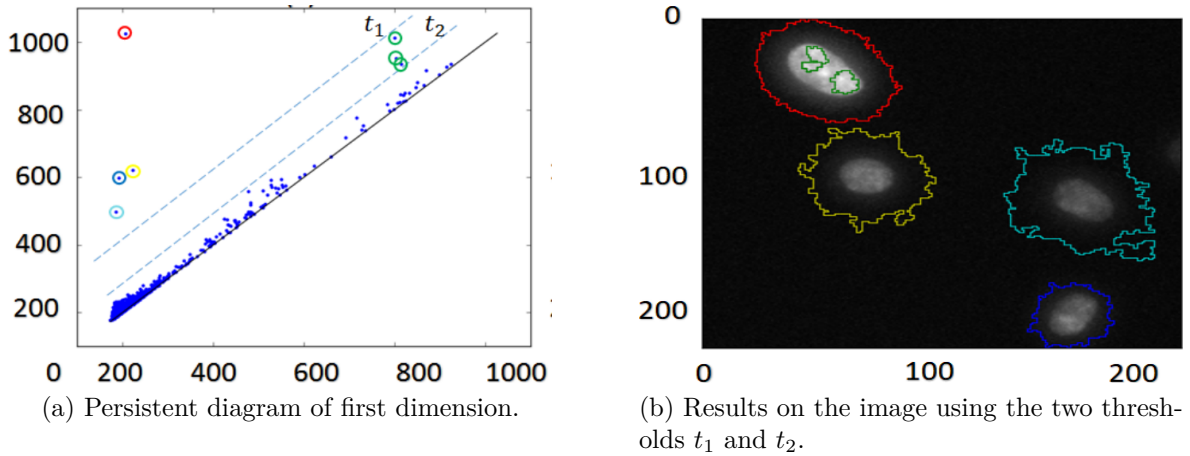 t₁ t₂
1000
800
600
400
200
0 200 400 600 800 1000
(a) Persistent diagram of first dimension.
0
100
200
0 100 200
(b) Results on the image using the two thresh-
olds t₁ and t₂.